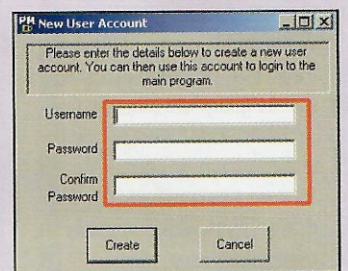 New User Account
Please enter the details below to create a new user
account. You can then use this account to login to the
main program.
Username
Password
Confirm
Password
Create
Cancel